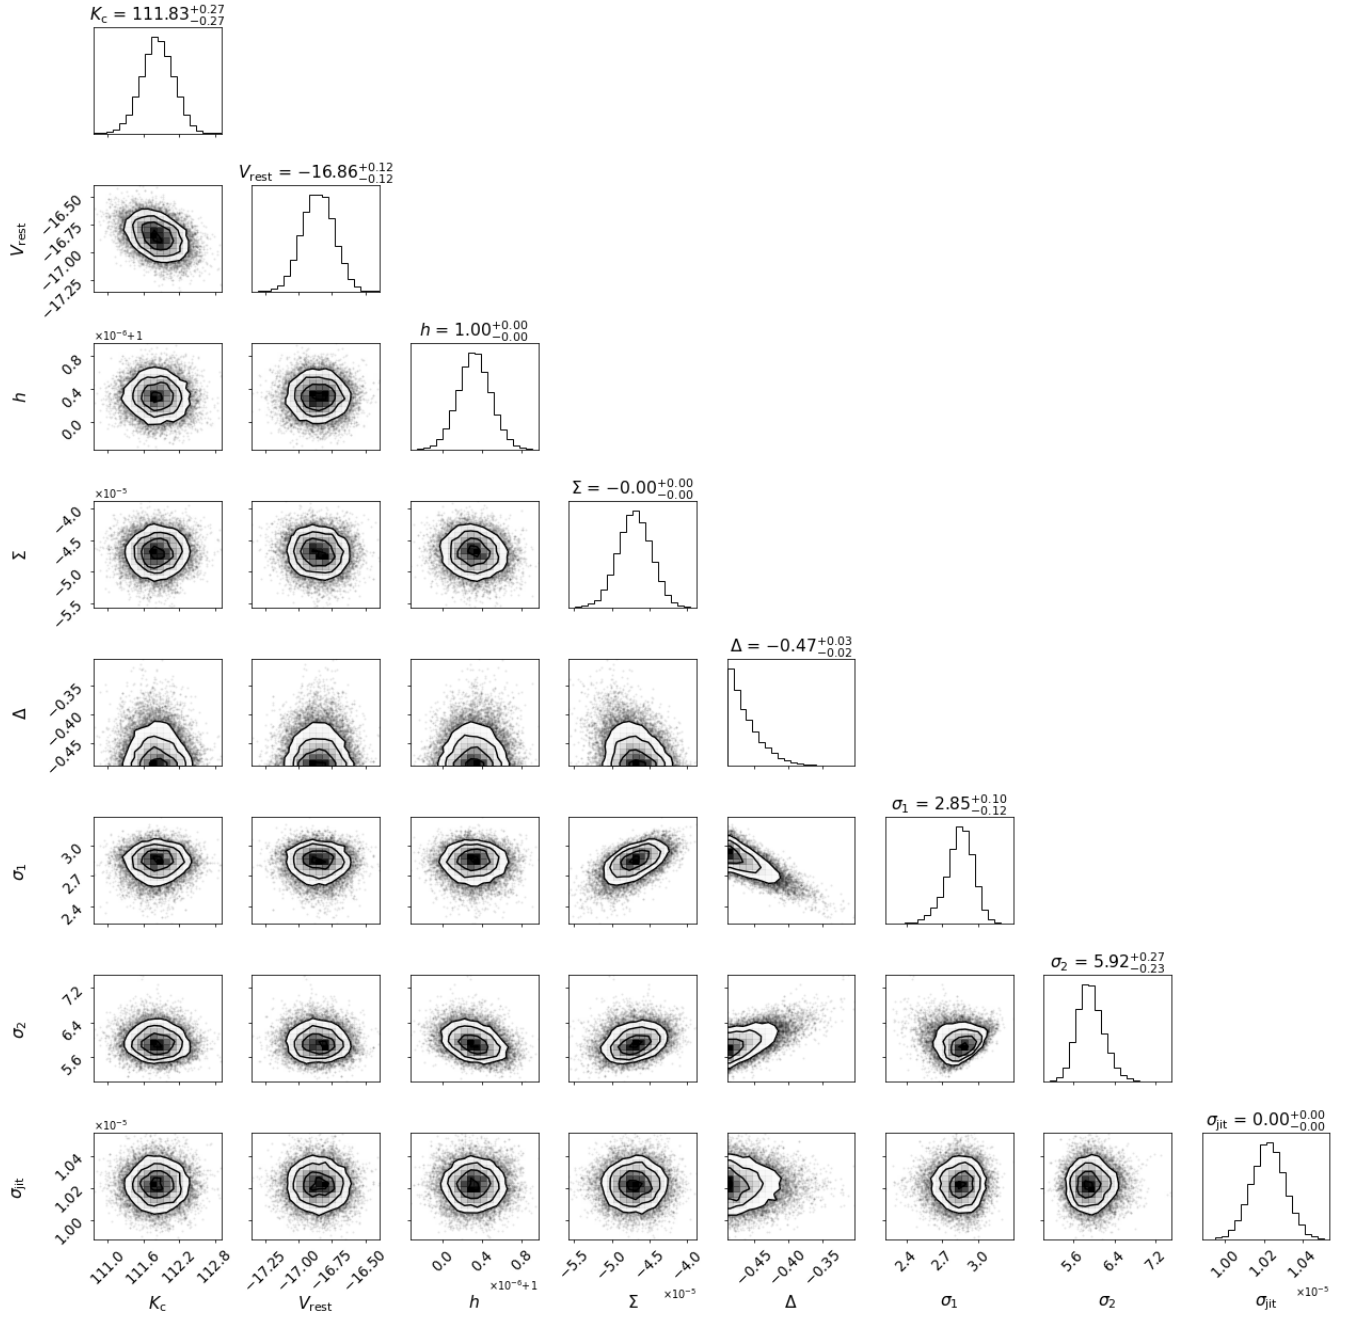 K_c = 111.83^{+0.27}_{−0.27}
V_rest = −16.86^{+0.12}_{−0.12}
−16.50
−16.75
−17.00
−17.25
V_rest
h = 1.00^{+0.00}_{−0.00}
×10⁻⁶+1
0.8
0.4
0.0
h
Σ = −0.00^{+0.00}_{−0.00}
×10⁻⁵
−4.0
−4.5
−5.0
−5.5
Σ
Δ = −0.47^{+0.03}_{−0.02}
−0.35
−0.40
−0.45
Δ
σ_1 = 2.85^{+0.10}_{−0.12}
3.0
2.7
2.4
σ_1
σ_2 = 5.92^{+0.27}_{−0.23}
7.2
6.4
5.6
σ_2
σ_jit = 0.00^{+0.00}_{−0.00}
×10⁻⁵
1.04
1.02
1.00
σ_jit
111.0 111.6 112.2 112.8
−17.25 −17.00 −16.75 −16.50
0.0 0.4 0.8
−5.5 −5.0 −4.5 −4.0
−0.45 −0.40 −0.35
2.4 2.7 3.0
5.6 6.4 7.2
1.00 1.02 1.04
×10⁻⁶+1
×10⁻⁵
×10⁻⁵
K_c V_rest h Σ Δ σ_1 σ_2 σ_jit